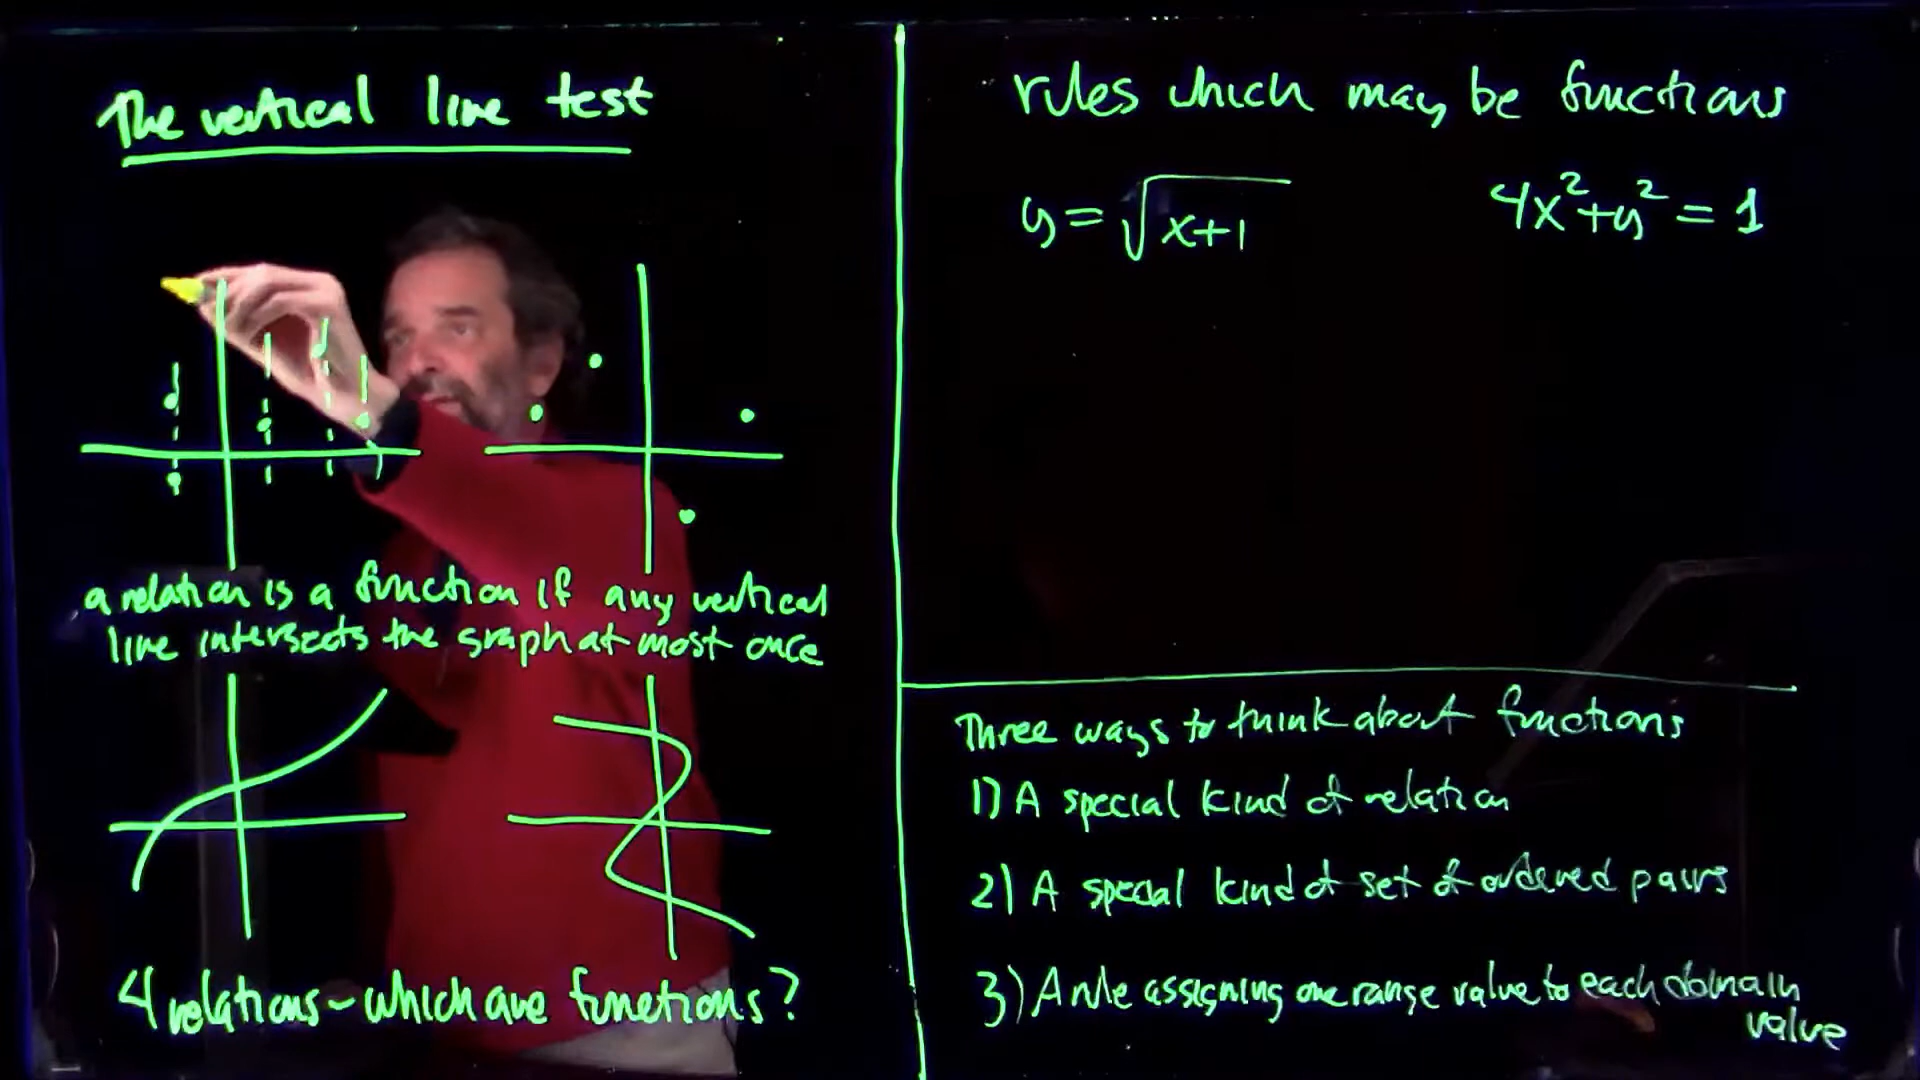 The vertical line test
a relation is a function if any vertical
line intersects the graph at most once
4 relations - which are functions?
rules which may be functions
y = √x+1
4x²+y² = 1
Three ways to think about functions
1) A special kind of relation
2) A special kind of set of ordered pairs
3) A rule assigning one range value to each domain
value